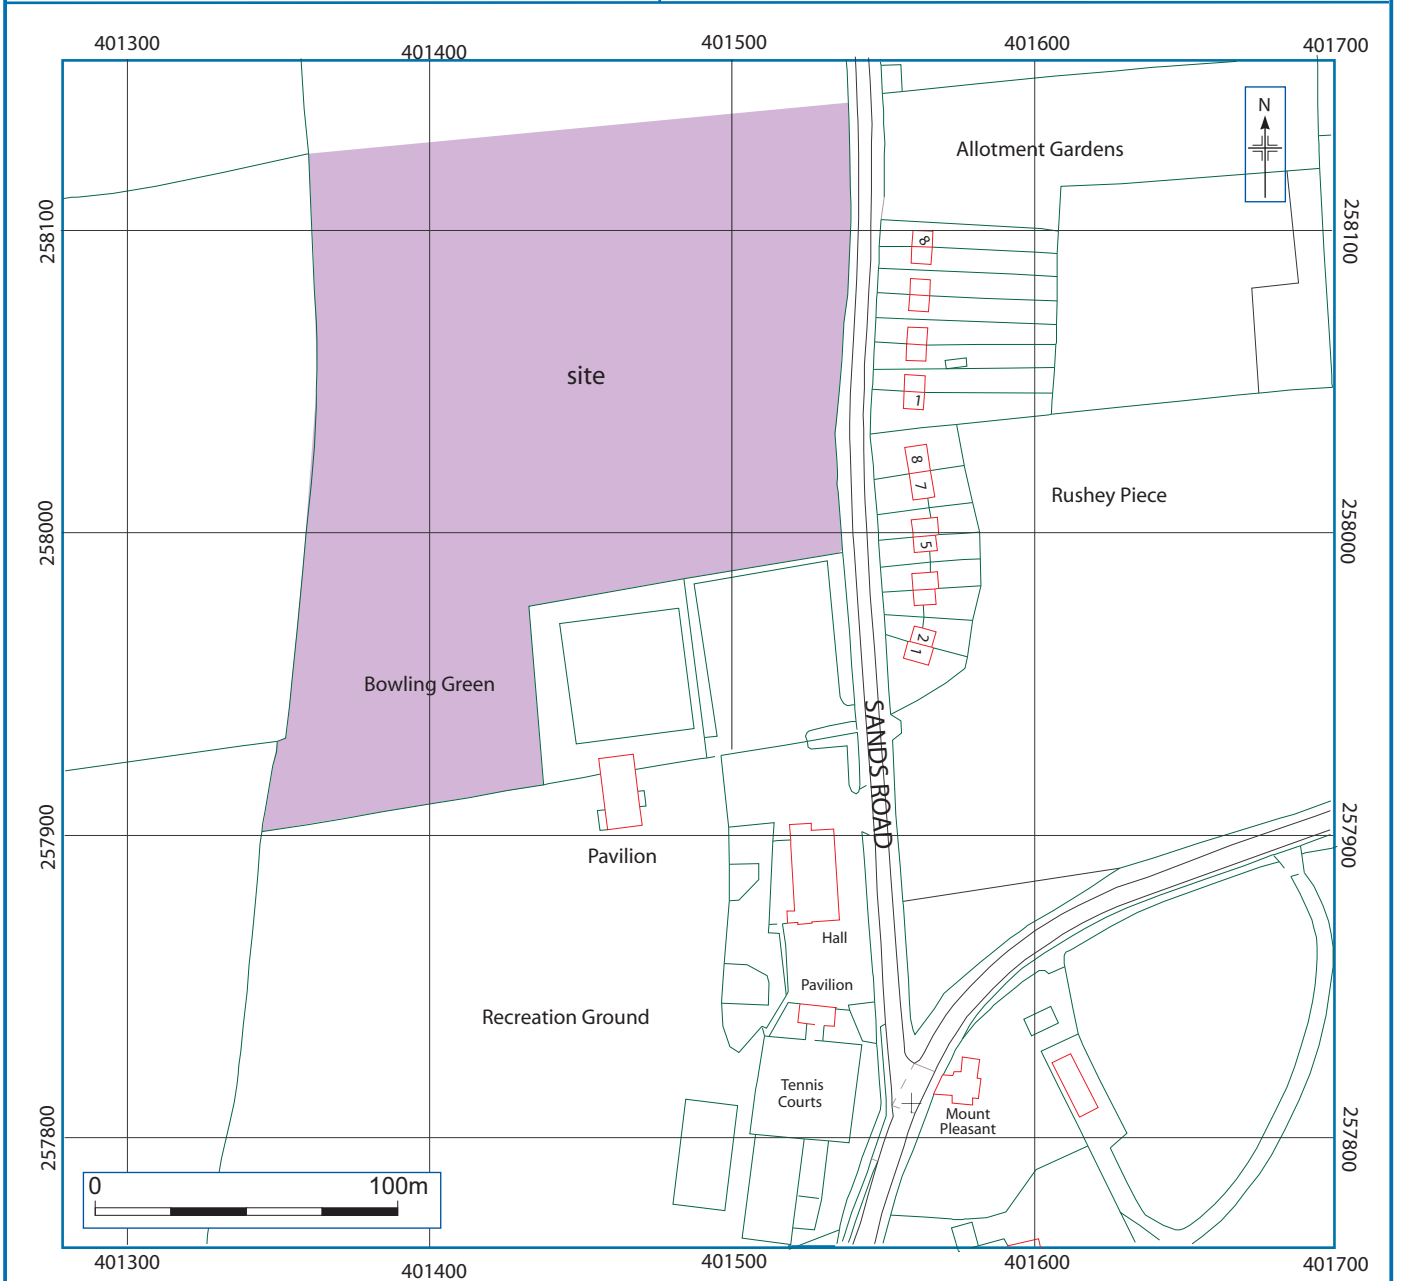 401300
401400
401500
401600
401700
N
Allotment Gardens
258100
258100
8
site
1
8
7
Rushey Piece
258000
258000
5
2
1
Bowling Green
SANDS ROAD
257900
257900
Pavilion
Hall
Pavilion
Recreation Ground
Tennis
Courts
Mount
Pleasant
257800
257800
0 100m
401300
401400
401500
401600
401700